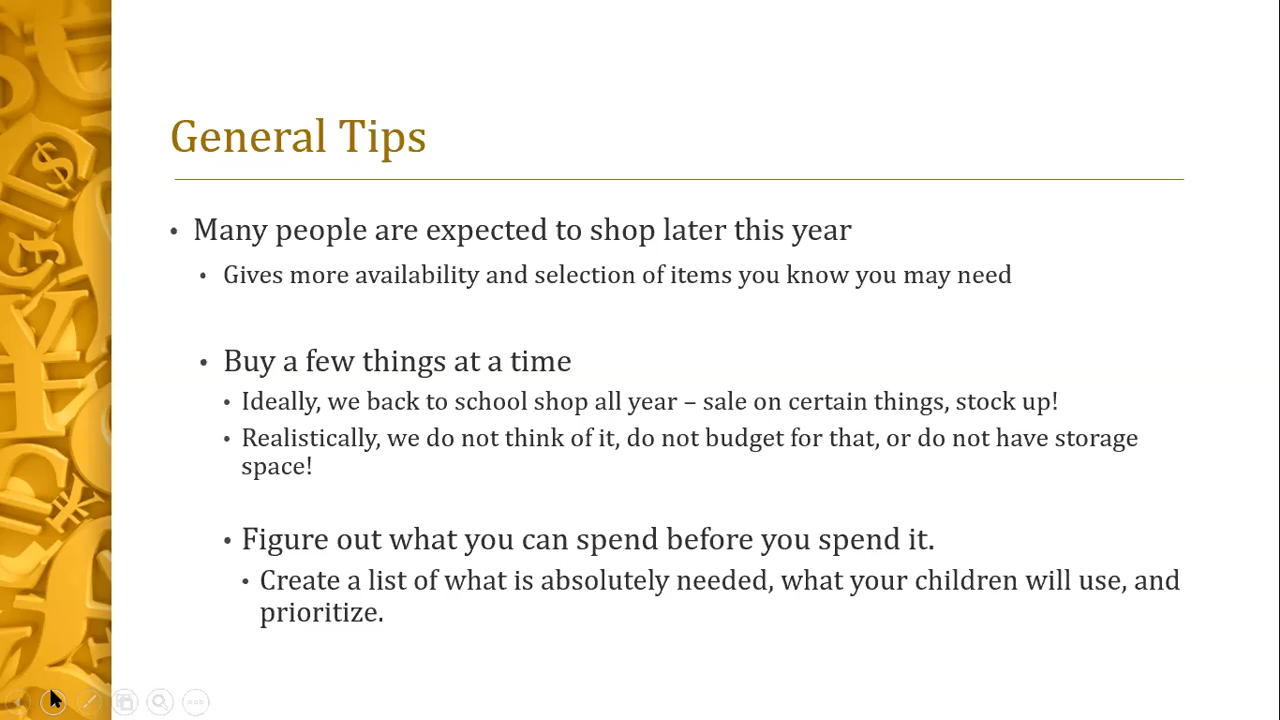 General Tips
• Many people are expected to shop later this year
• Gives more availability and selection of items you know you may need
• Buy a few things at a time
• Ideally, we back to school shop all year – sale on certain things, stock up!
• Realistically, we do not think of it, do not budget for that, or do not have storage
space!
• Figure out what you can spend before you spend it.
• Create a list of what is absolutely needed, what your children will use, and
prioritize.